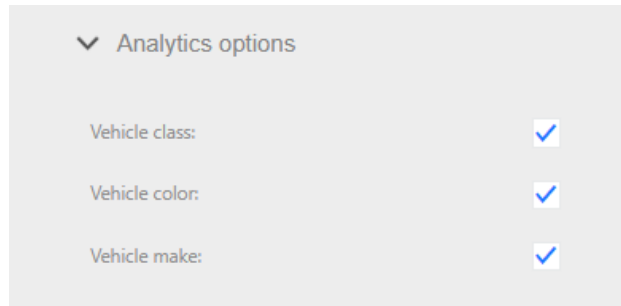 Analytics options
Vehicle class:
Vehicle color:
Vehicle make: